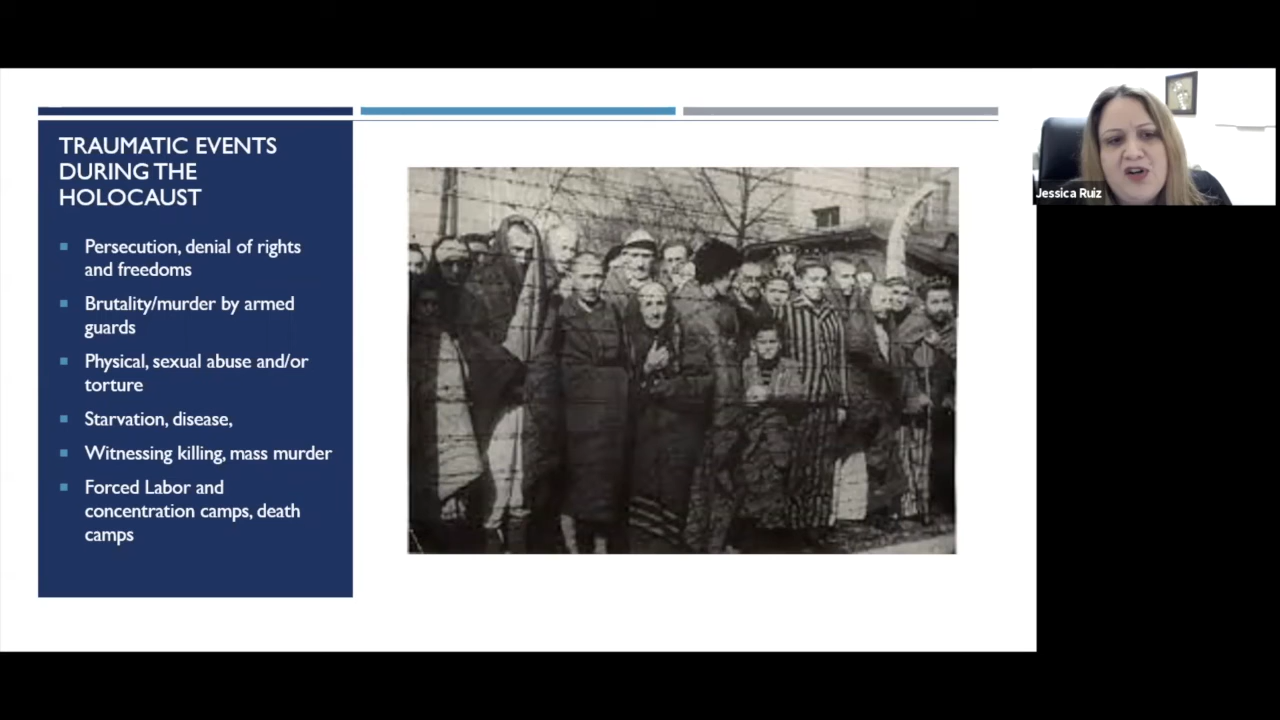 TRAUMATIC EVENTS
DURING THE
HOLOCAUST
Persecution, denial of rights
and freedoms
Brutality/murder by armed
guards
Physical, sexual abuse and/or
torture
Starvation, disease,
Witnessing killing, mass murder
Forced Labor and
concentration camps, death
camps
Jessica Ruiz